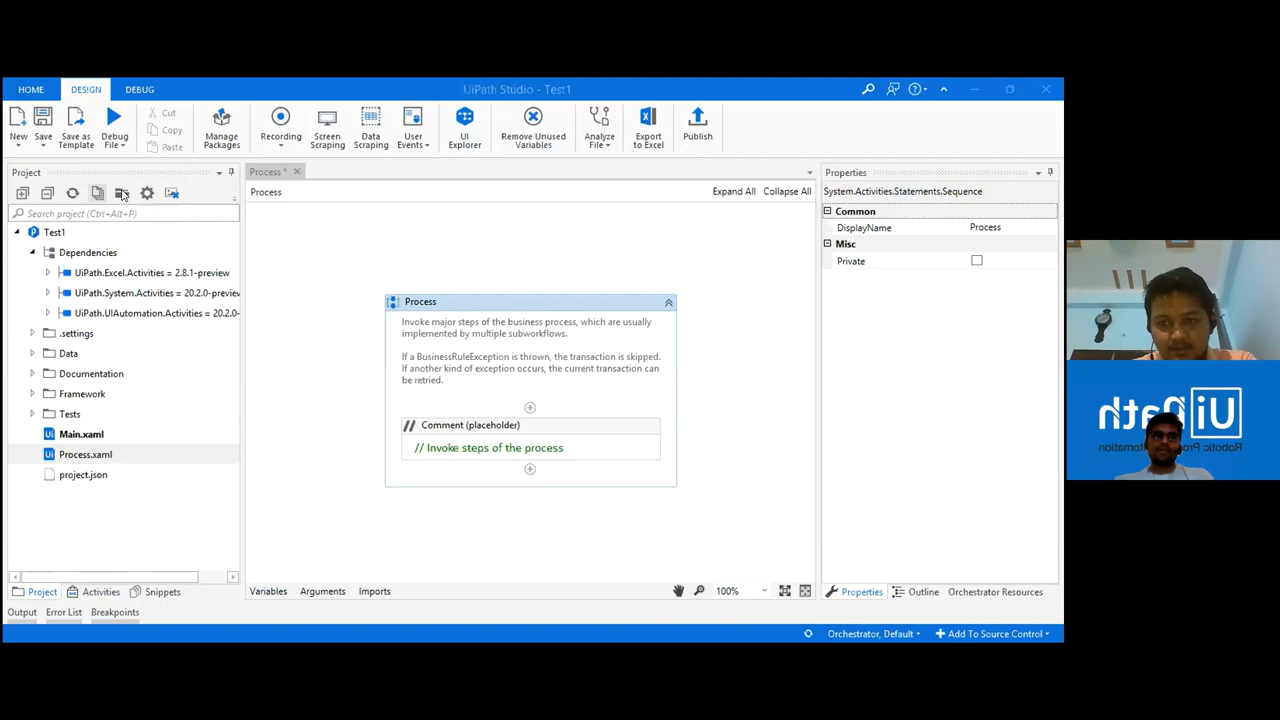 HOME DESIGN DEBUG UiPath Studio - Test1
New Save Save as Template Debug File Cut Copy Paste Manage Packages Recording Screen Scraping Data Scraping User Events UI Explorer Remove Unused Variables Analyze File Export to Excel Publish
Project
Search project (Ctrl+Alt+P)
Test1
Dependencies
UiPath.Excel.Activities = 2.8.1-preview
UiPath.System.Activities = 20.2.0-preview
UiPath.UIAutomation.Activities = 20.2.0-
.settings
Data
Documentation
Framework
Tests
Main.xaml
Process.xaml
project.json
Project Activities Snippets
Output Error List Breakpoints
Process *
Process Expand All Collapse All
Process
Invoke major steps of the business process, which are usually
implemented by multiple subworkflows.
If a BusinessRuleException is thrown, the transaction is skipped.
If another kind of exception occurs, the current transaction can
be retried.
Comment (placeholder)
// Invoke steps of the process
Variables Arguments Imports 100%
Properties
System.Activities.Statements.Sequence
Common
DisplayName Process
Misc
Private
Properties Outline Orchestrator Resources
Orchestrator, Default Add To Source Control
UiPath
Robotic Process Automation